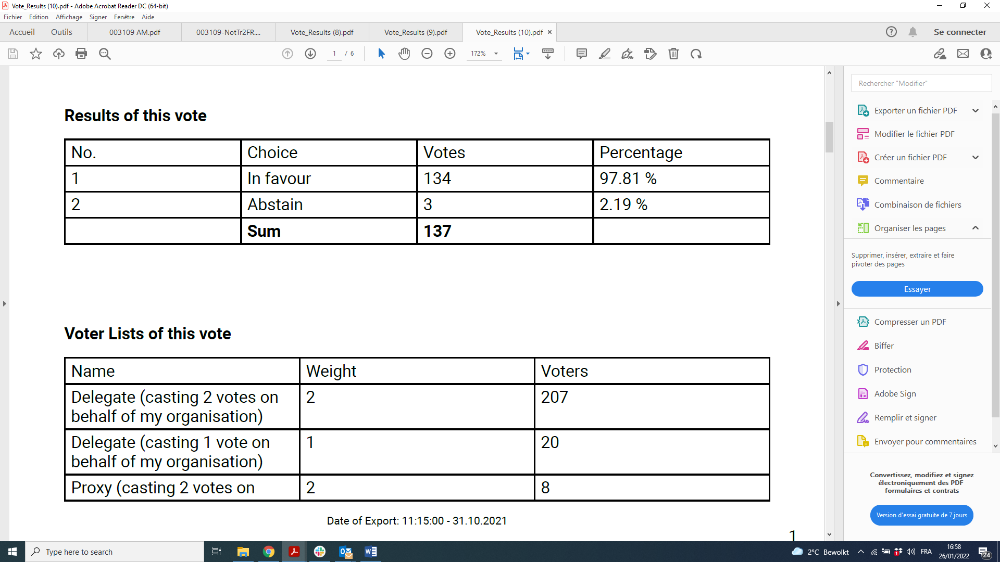 Vote_Results (10).pdf - Adobe Acrobat Reader DC (64-bit)
Fichier Edition Affichage Signer Fenêtre Aide
Accueil Outils 003109 AM.pdf 003109-NotTr2FR.... Vote_Results (8).pdf Vote_Results (9).pdf Vote_Results (10).pdf × Se connecter
1 / 6 172%
Results of this vote
No. Choice Votes Percentage
1 In favour 134 97.81 %
2 Abstain 3 2.19 %
Sum 137
Voter Lists of this vote
Name Weight Voters
Delegate (casting 2 votes on 2 207
behalf of my organisation)
Delegate (casting 1 vote on 1 20
behalf of my organisation)
Proxy (casting 2 votes on 2 8
Date of Export: 11:15:00 - 31.10.2021
1
Rechercher "Modifier"
Exporter un fichier PDF
Modifier le fichier PDF
Créer un fichier PDF
Commentaire
Combinaison de fichiers
Organiser les pages
Supprimer, insérer, extraire et faire
pivoter des pages
Essayer
Compresser un PDF
Biffer
Protection
Adobe Sign
Remplir et signer
Envoyer pour commentaires
Convertissez, modifiez et signez
électroniquement des PDF
formulaires et contrats
Version d'essai gratuite de 7 jours
Type here to search
2°C Bewolkt
FRA
16:58
26/01/2022
24